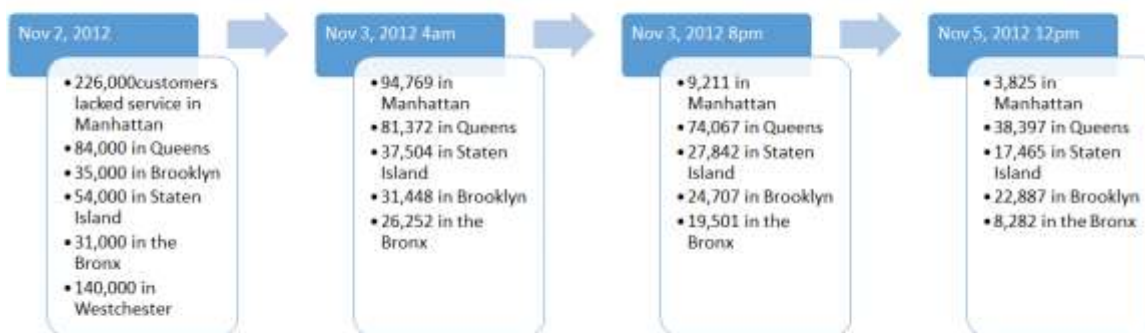 Nov 2, 2012
•226,000customers
lacked service in
Manhattan
•84,000 in Queens
•35,000 in Brooklyn
•54,000 in Staten
Island
•31,000 in the
Bronx
•140,000 in
Westchester
Nov 3, 2012 4am
•94,769 in
Manhattan
•81,372 in Queens
•37,504 in Staten
Island
•31,448 in Brooklyn
•26,252 in the
Bronx
Nov 3, 2012 8pm
•9,211 in
Manhattan
•74,067 in Queens
•27,842 in Staten
Island
•24,707 in Brooklyn
•19,501 in the
Bronx
Nov 5, 2012 12pm
•3,825 in
Manhattan
•38,397 in Queens
•17,465 in Staten
Island
•22,887 in Brooklyn
•8,282 in the Bronx